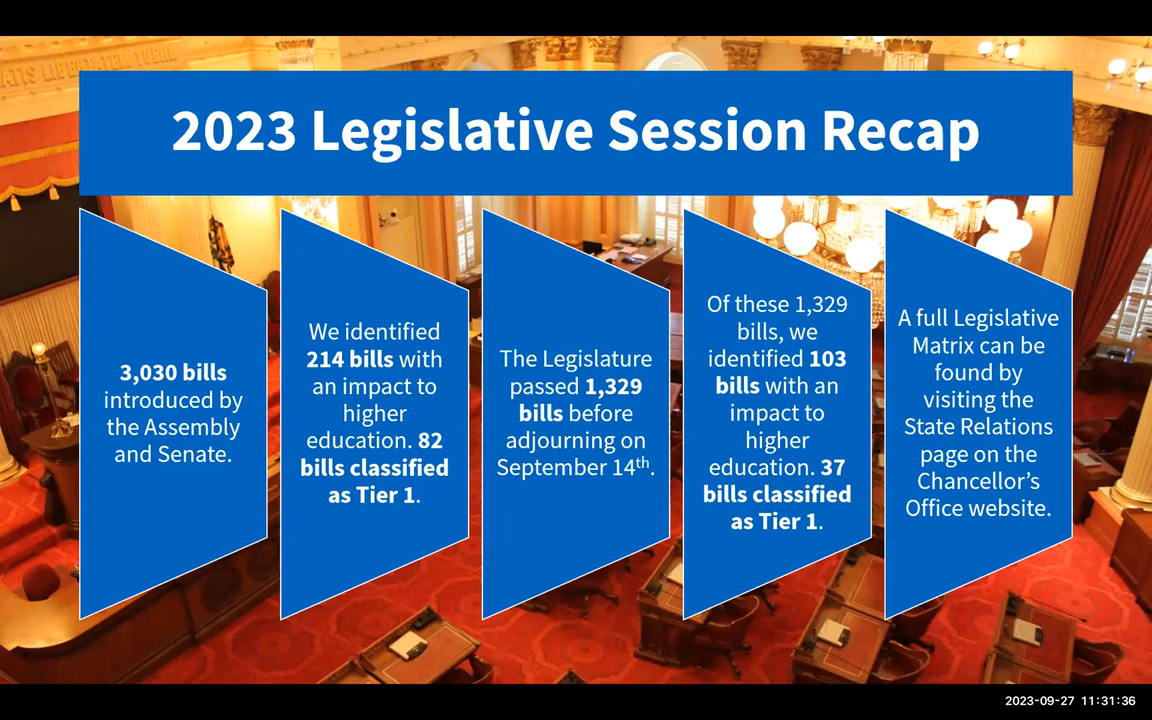 ATIS LIBERTATEM TUERI
2023 Legislative Session Recap
3,030 bills
introduced by
the Assembly
and Senate.
We identified
214 bills with
an impact to
higher
education. 82
bills classified
as Tier 1.
The Legislature
passed 1,329
bills before
adjourning on
September 14th.
Of these 1,329
bills, we
identified 103
bills with an
impact to
higher
education. 37
bills classified
as Tier 1.
A full Legislative
Matrix can be
found by
visiting the
State Relations
page on the
Chancellor’s
Office website.
2023-09-27 11:31:36